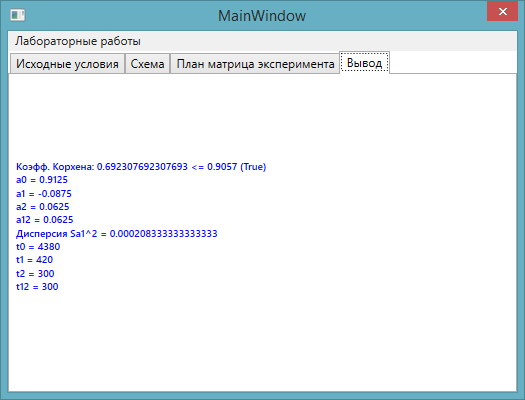 MainWindow
Лабораторные работы
Исходные условия
Схема
План матрица эксперимента
Вывод
Коэфф. Корхена: 0.692307692307693 <= 0.9057 (True)
a0 = 0.9125
a1 = -0.0875
a2 = 0.0625
a12 = 0.0625
Дисперсия Sa1^2 = 0.000208333333333333
t0 = 4380
t1 = 420
t2 = 300
t12 = 300